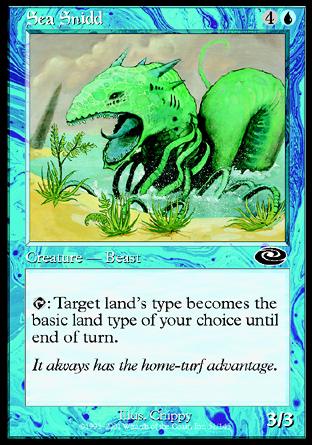 Sea Snidd 4
Creature — Beast
: Target land's type becomes the
basic land type of your choice until
end of turn.
It always has the home-turf advantage.
Illus. Chippy
3/3